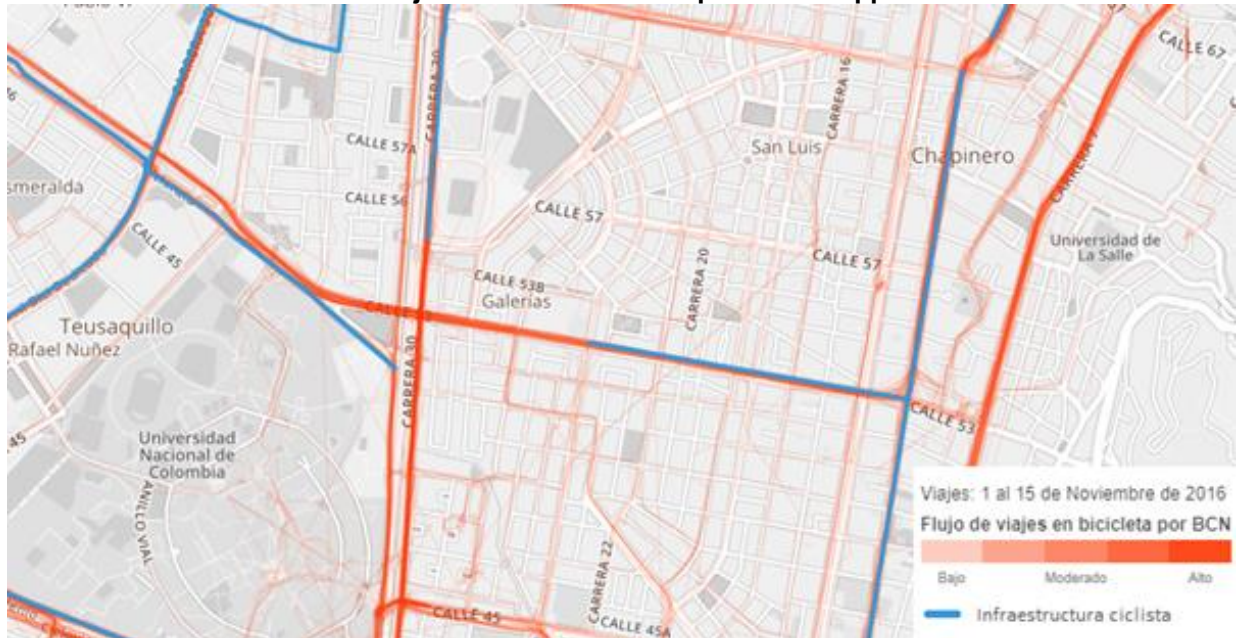 CALLE 67
CARRERA 30
CARRERA 16
CALLE 57A
San Luis
Chapinero
CARRERA 7
smeralda
CALLE 56
CALLE 57
CALLE 45
Universidad de
La Salle
CALLE 57
CARRERA 20
CALLE 53B
Galerias
Teusaquillo
Rafael Nuñez
CARRERA 30
CALLE 53
45
Universidad
Nacional de
Colombia
ANILLO VIAL
CARRERA 22
CALLE 45
CALLE 45A
Viajes: 1 al 15 de Noviembre de 2016
Flujo de viajes en bicicleta por BCN
Bajo Moderado Alto
Infraestructura ciclista